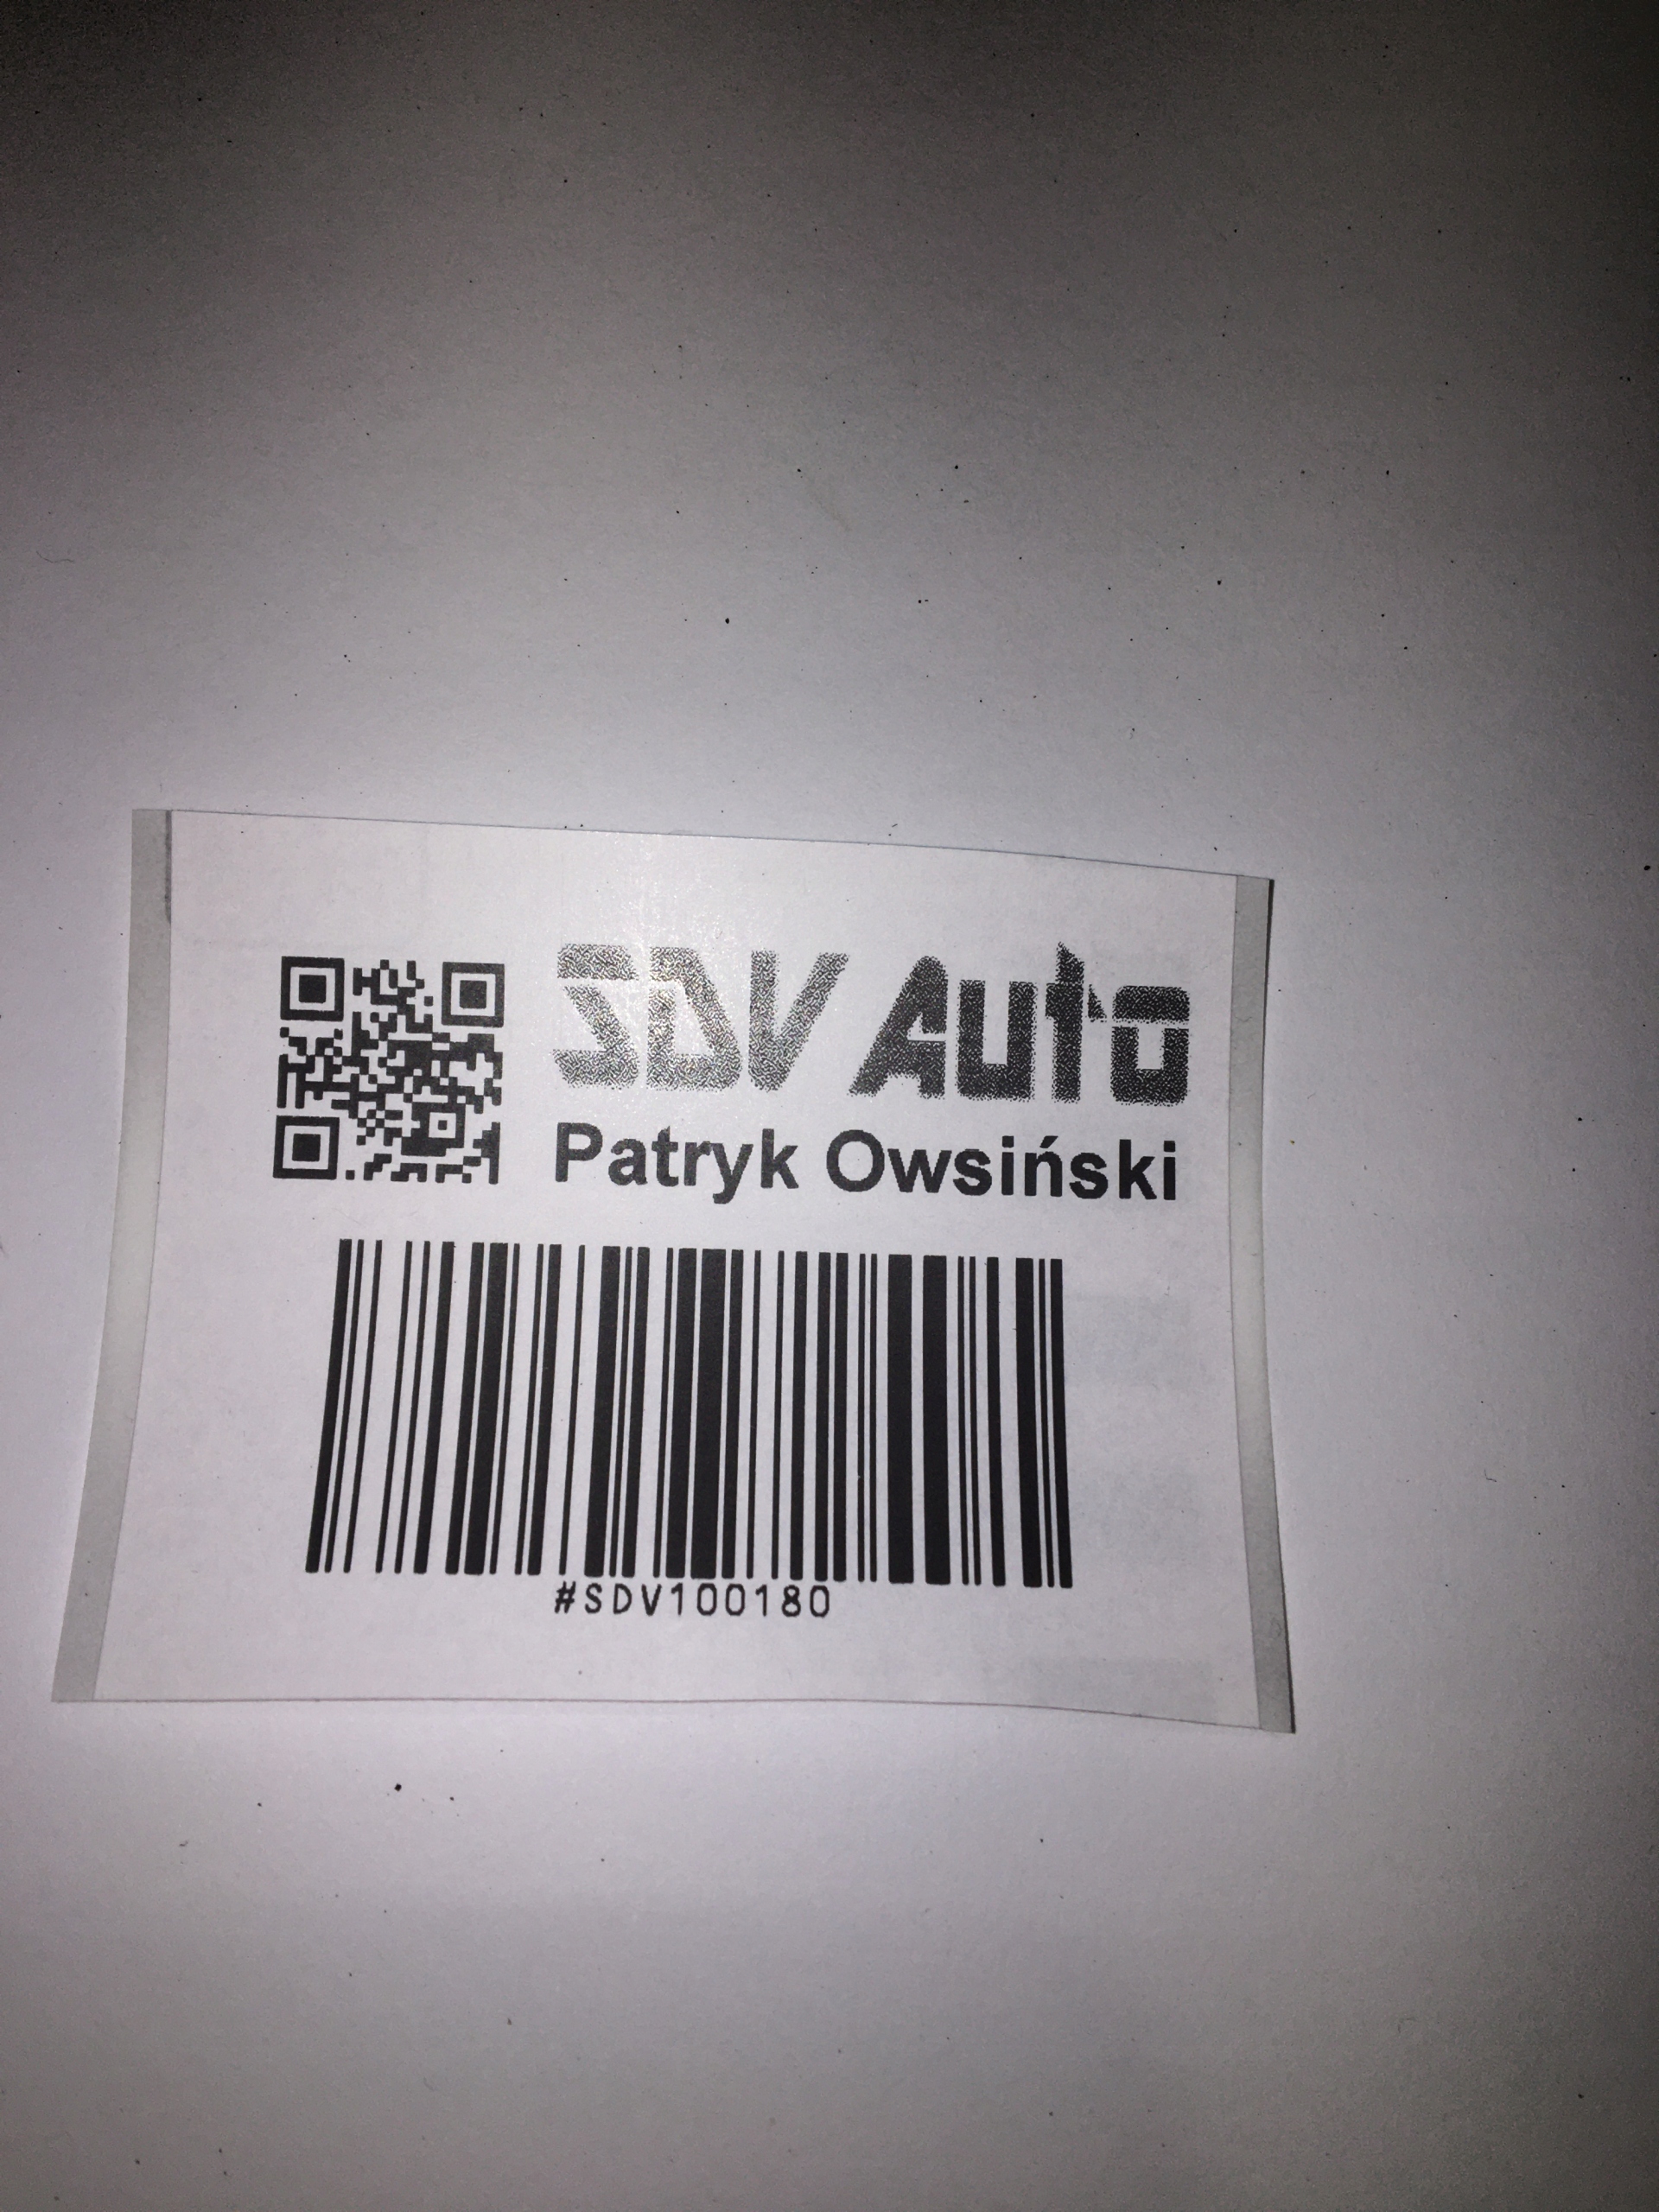 SDV Auto
Patryk Owsiński
#SDV100180